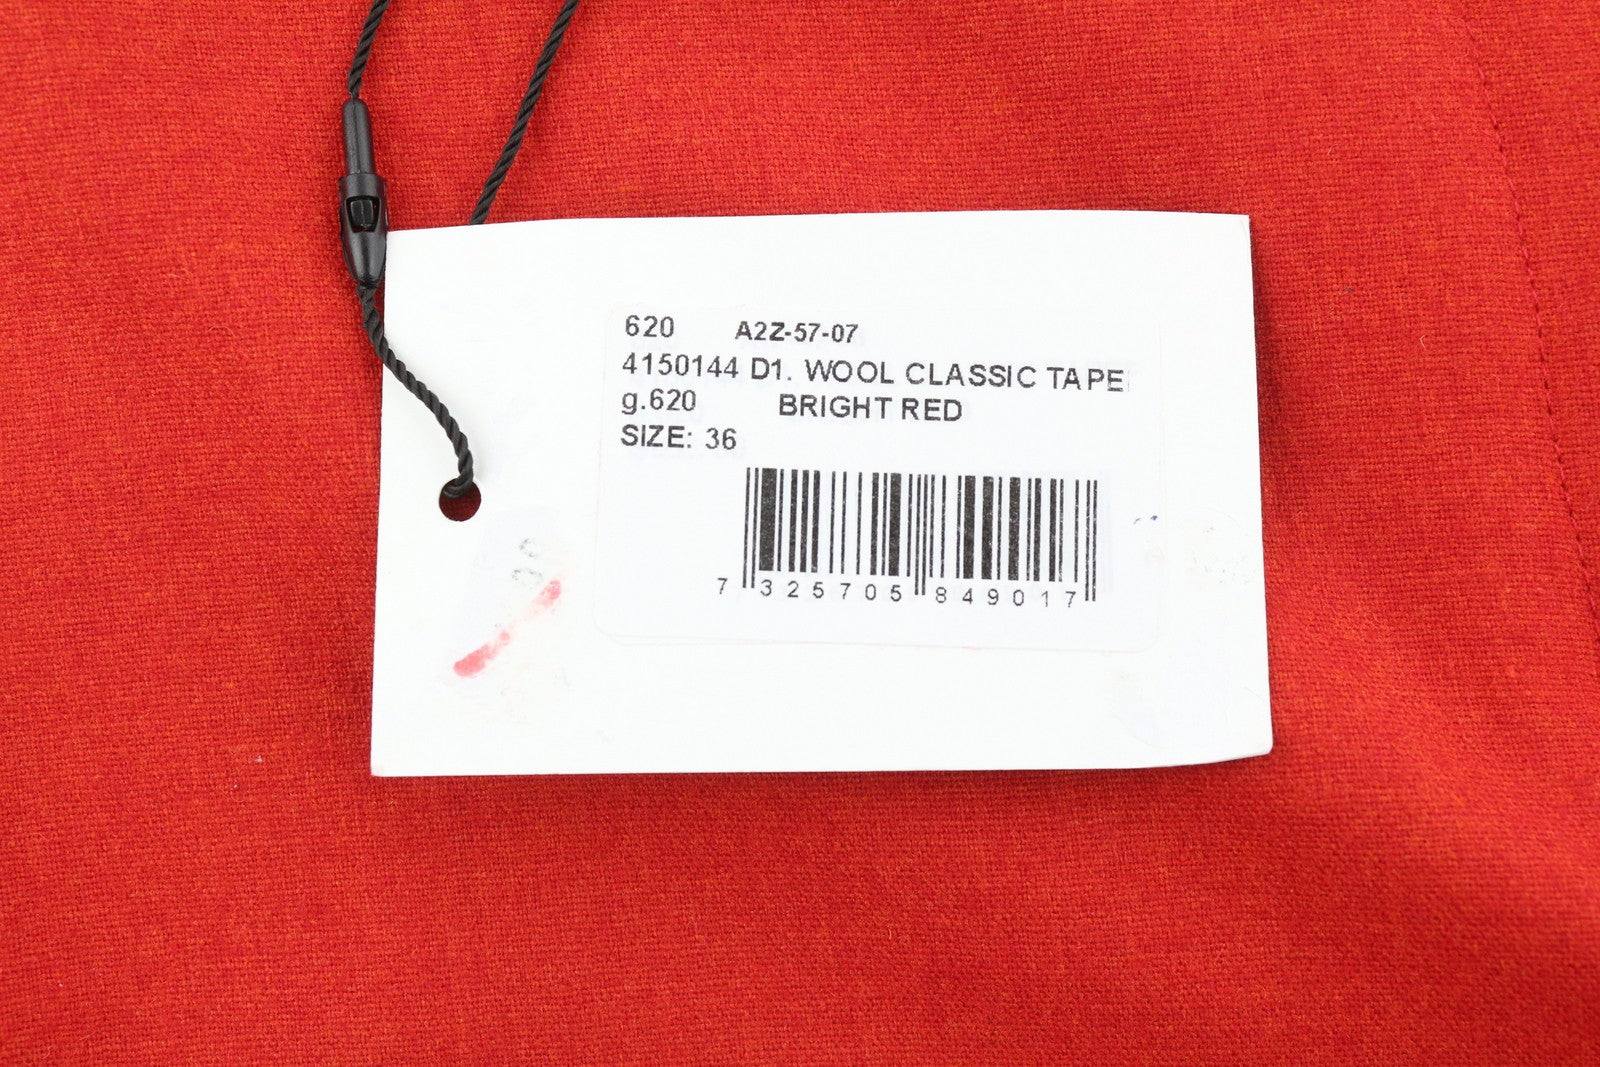 620 A2Z-57-07
4150144 D1. WOOL CLASSIC TAPE
g.620 BRIGHT RED
SIZE: 36
7 325705 849017